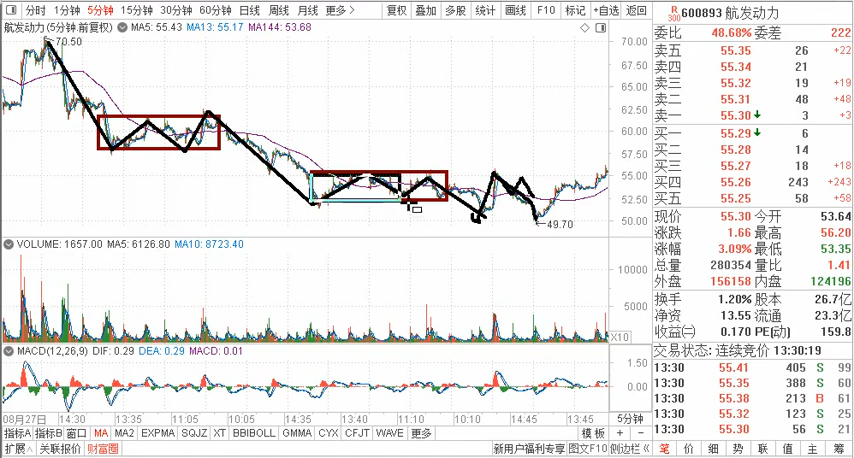 分时 1分钟 5分钟 15分钟 30分钟 60分钟 日线 周线 月线 更多 复权 叠加 多股 统计 画线 F10 标记 +自选 返回
R 300 600893 航发动力
航发动力 (5分钟 前复权) MA5: 55.43 MA13: 55.17 MA144: 53.68
委比 48.68% 委差 222
卖五 55.35 26 +22
卖四 55.34 21
卖三 55.32 19 +19
卖二 55.31 48 +48
卖一 55.30 3 +3
买一 55.29 6
买二 55.28 14
买三 55.27 18 +18
买四 55.26 243 +243
买五 55.25 58 +58
70.50
70.00
67.50
65.00
62.50
60.00
57.50
55.00
52.50
50.00
49.70
现价 55.30 今开 53.64
涨跌 1.66 最高 56.20
涨幅 3.09% 最低 53.35
总量 280354 量比 1.41
外盘 156158 内盘 124196
换手 1.20% 股本 26.7亿
净资 13.55 流通 23.3亿
收益㈡ 0.170 PE(动) 159.8
交易状态: 连续竞价 13:30:19
13:30 55.41 405 S 99
13:30 55.35 388 S 60
13:30 55.38 213 B 61
13:30 55.32 123 S 25
13:30 55.30 56 S 21
VOLUME: 1657.00 MA5: 6126.80 MA10: 8723.40
10000
5000
X10
MACD(12,26,9) DIF: 0.29 DEA: 0.29 MACD: 0.01
1.50
0.00
08月27日 14:30 13:35 11:05 10:05 14:35 13:40 11:10 10:10 14:45 13:45 5分钟
指标A 指标B 窗口 MA MA2 EXPMA SQJZ XT BBIBOLL GMMA CYX CFJT WAVE 更多 模板 + −
扩展∧ 关联报价 财富圈 新用户福利专享 图文F10 侧边栏《 笔 价 细 势 联 值 主 筹